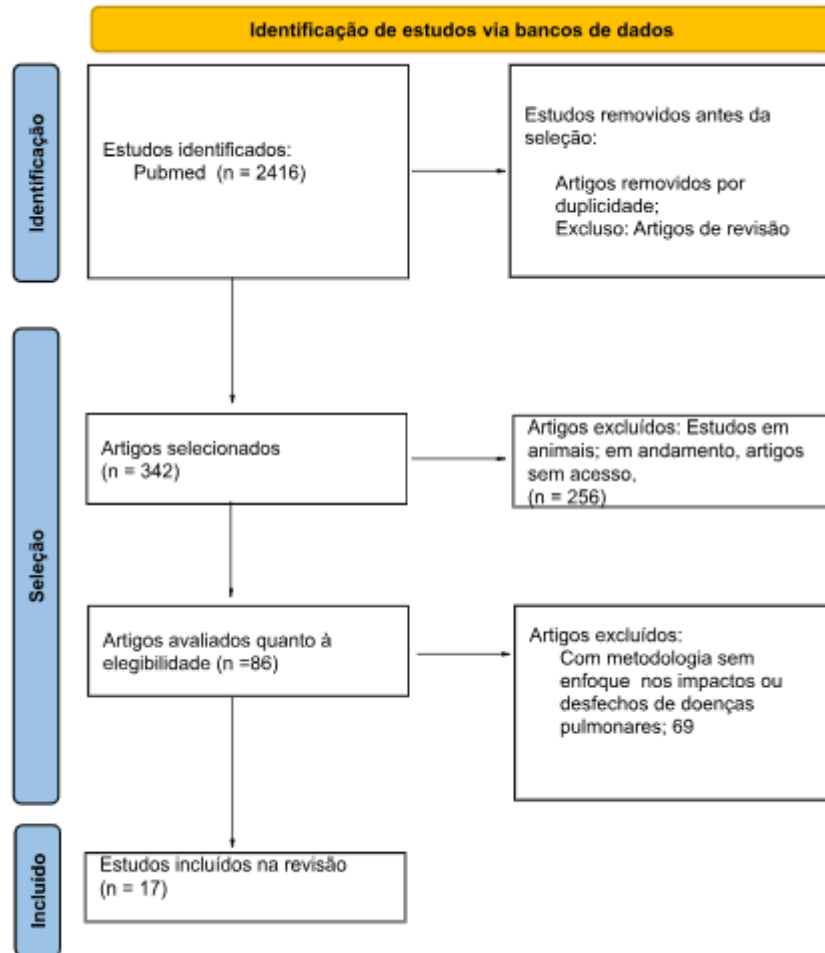 Identificação de estudos via bancos de dados
Identificação
Estudos identificados:
Pubmed (n = 2416)
Estudos removidos antes da
seleção:
Artigos removidos por
duplicidade;
Excluso: Artigos de revisão
Seleção
Artigos selecionados
(n = 342)
Artigos excluídos: Estudos em
animais; em andamento, artigos
sem acesso,
(n = 256)
Artigos avaliados quanto à
elegibilidade (n =86)
Artigos excluídos:
Com metodologia sem
enfoque nos impactos ou
desfechos de doenças
pulmonares; 69
Incluído
Estudos incluídos na revisão
(n = 17)